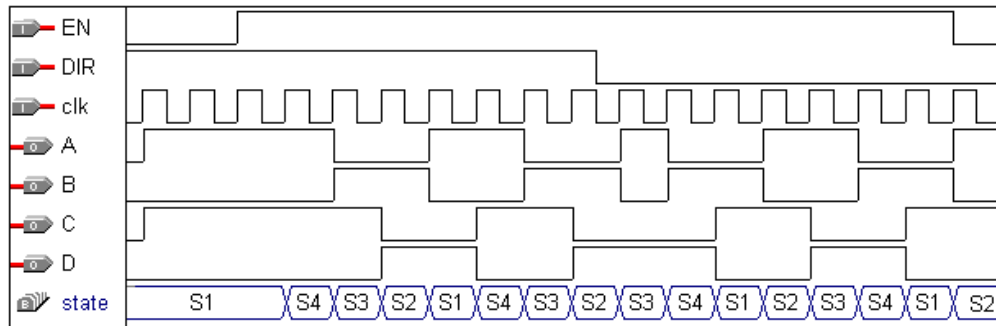 EN
DIR
clk
A
B
C
D
state S1 S4 S3 S2 S1 S4 S3 S2 S3 S4 S1 S2 S3 S4 S1 S2